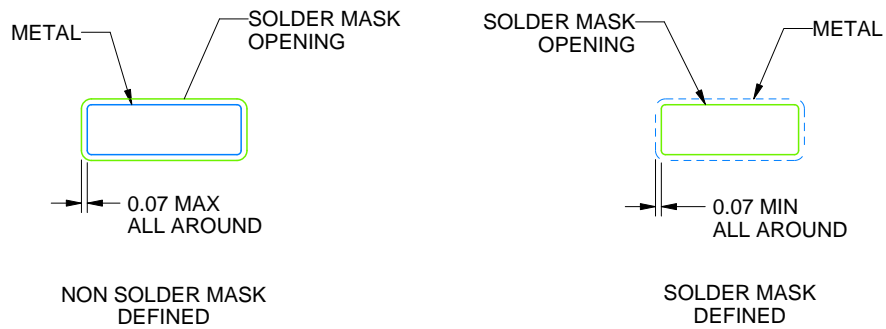 METAL
SOLDER MASK
OPENING
0.07 MAX
ALL AROUND
NON SOLDER MASK
DEFINED
SOLDER MASK
OPENING
METAL
0.07 MIN
ALL AROUND
SOLDER MASK
DEFINED